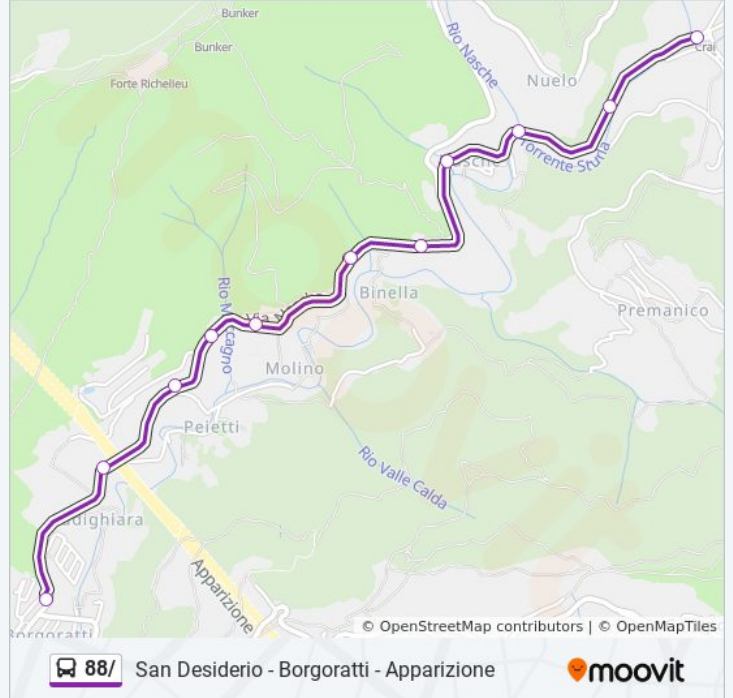 Bunker
Bunker
Forte Richelieu
Rio Nasche
Nuelo
Crai
Torrente Sturla
Binella
Premanico
Molino
Peietti
Rio Valle Calda
Apparizione
Borgoratti
© OpenStreetMap contributors | © OpenMapTiles
88/
San Desiderio - Borgoratti - Apparizione
moovit